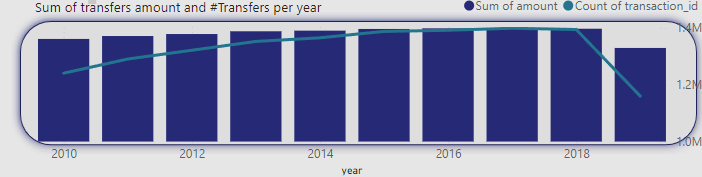 Sum of transfers amount and #Transfers per year
Sum of amount Count of transaction_id
1.4M
1.2M
1.0M
2010 2012 2014 2016 2018
year